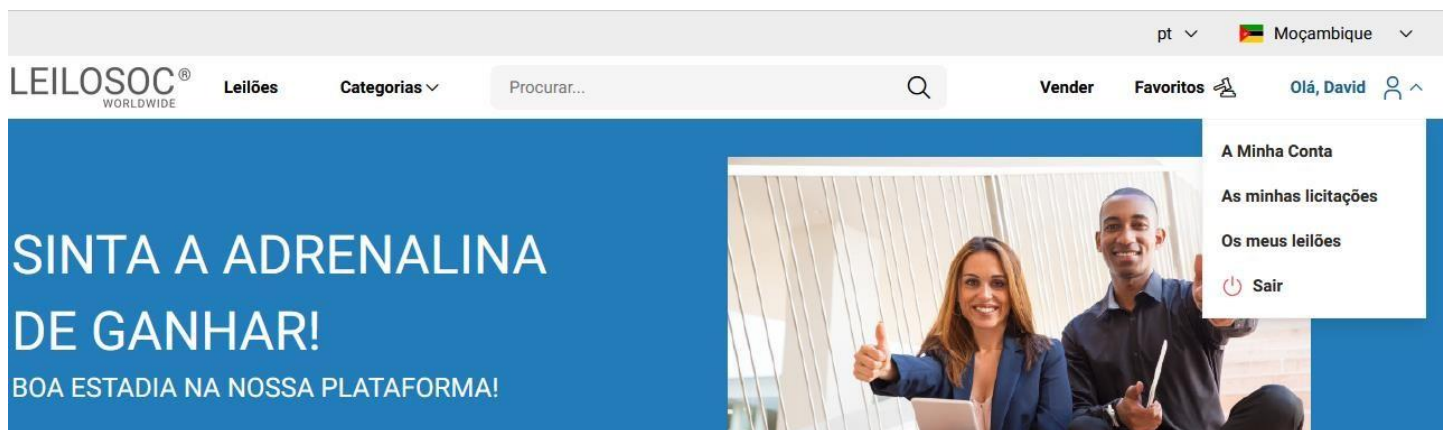 pt Moçambique
LEILOSOC® Leilões Categorias Procurar... Vender Favoritos Olá, David
WORLDWIDE
A Minha Conta
As minhas licitações
Os meus leilões
Sair
SINTA A ADRENALINA
DE GANHAR!
BOA ESTADIA NA NOSSA PLATAFORMA!